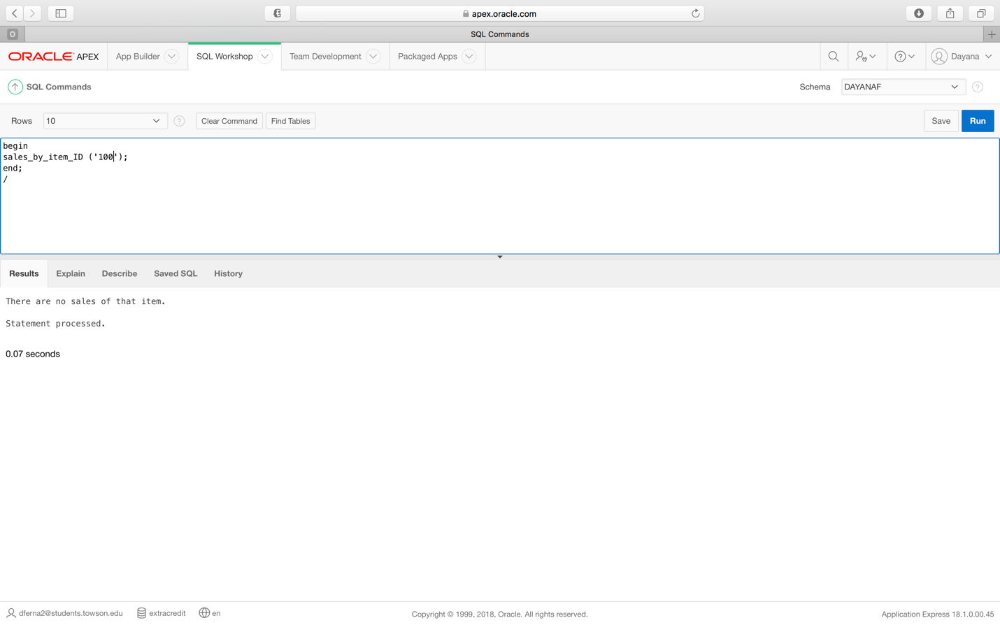 apex.oracle.com
O
SQL Commands
ORACLE APEX App Builder SQL Workshop Team Development Packaged Apps Dayana
SQL Commands Schema DAYANAF
Rows 10 Clear Command Find Tables Save Run
begin
sales_by_item_ID ('100');
end;
/
Results Explain Describe Saved SQL History
There are no sales of that item.
Statement processed.
0.07 seconds
dferna2@students.towson.edu extracredit en Copyright © 1999, 2018, Oracle. All rights reserved. Application Express 18.1.0.00.45